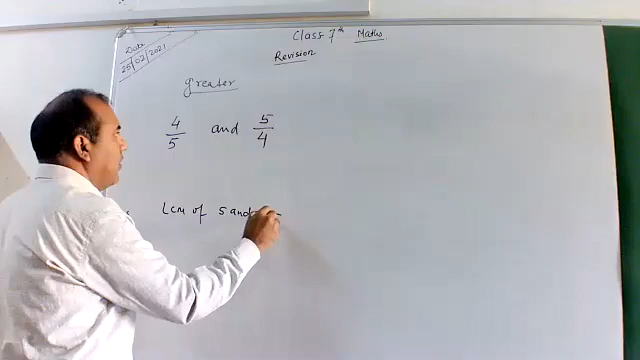 Class 7th Maths
Date
25/02/2021
Revision
greater
4/5 and 5/4
Lcm of 5 and